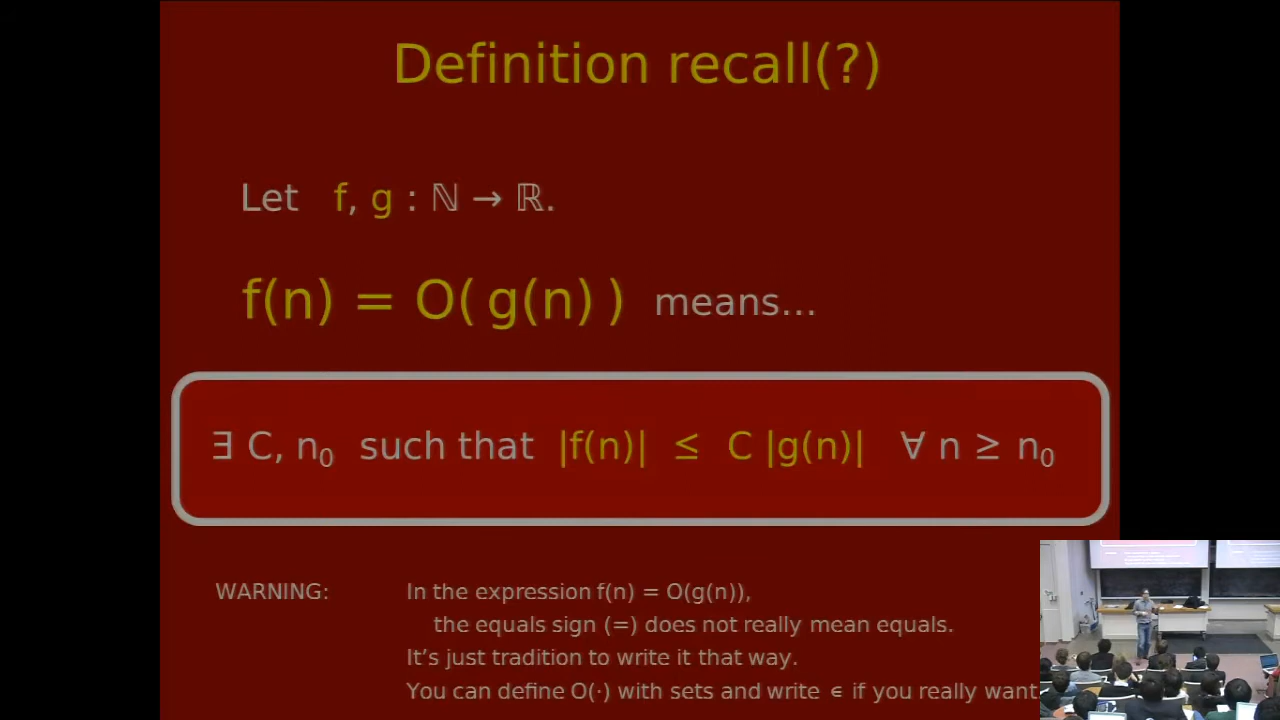 Definition recall(?)
Let f, g : ℕ → ℝ.
f(n) = O( g(n) ) means...
∃ C, n₀ such that |f(n)| ≤ C |g(n)| ∀ n ≥ n₀
WARNING: In the expression f(n) = O(g(n)),
the equals sign (=) does not really mean equals.
It's just tradition to write it that way.
You can define O(·) with sets and write ∊ if you really want